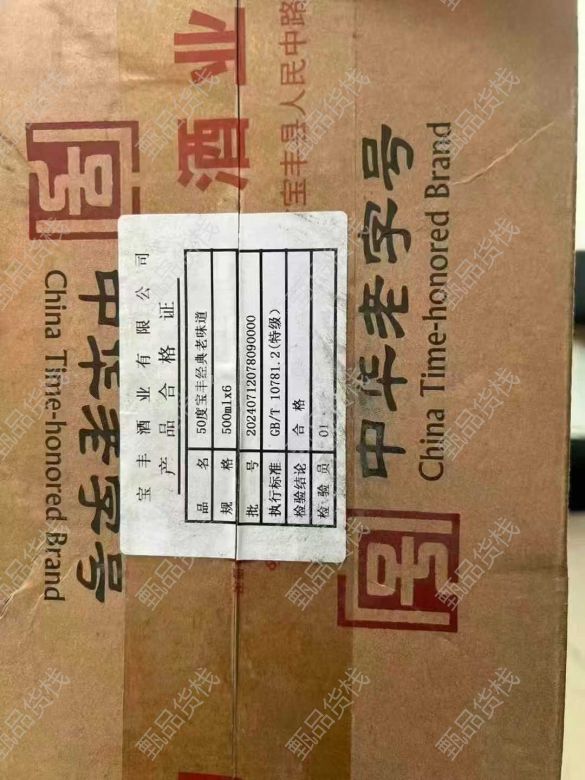 酒业
宝丰县人民中路
中华老字号
China Time-honored Brand
宝丰酒业有限公司
产品合格证
品名 50度宝丰经典老味道
规格 500mlx6
批号 20240712078090000
执行标准 GB/T 10781.2(特级)
检验结论 合格
检验员 01
中华老字号
China Time-honored Brand
甄品货栈